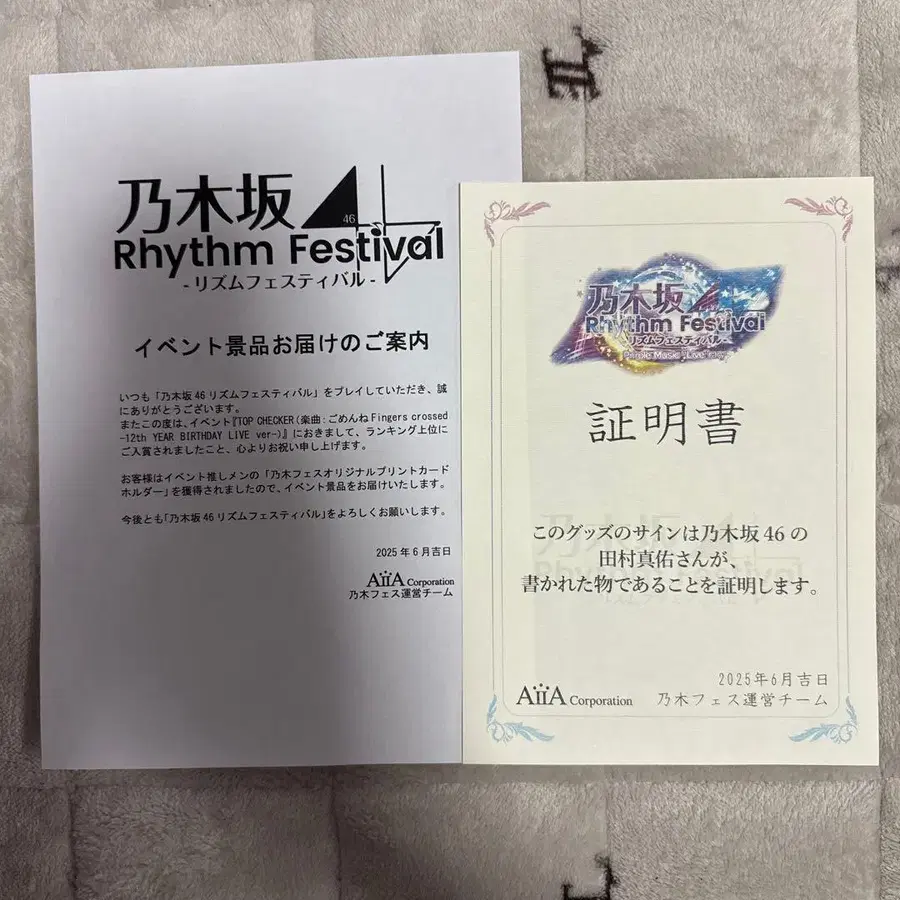 乃木坂
46
Rhythm Festival
- リズムフェスティバル -
イベント景品お届けのご案内
いつも「乃木坂46リズムフェスティバル」をプレイしていただき、誠
にありがとうございます。
またこの度は、イベント『TOP CHECKER(楽曲：ごめんねFingers crossed
-12th YEAR BIRTHDAY LIVE ver-)』におきまして、ランキング上位に
ご入賞されましたこと、心よりお祝い申し上げます。
お客様はイベント推しメンの「乃木フェスオリジナルプリントカード
ホルダー」を獲得されましたので、イベント景品をお届けいたします。
今後とも「乃木坂46リズムフェスティバル」をよろしくお願いします。
2025年6月吉日
AiiA Corporation
乃木フェス運営チーム
乃木坂
Rhythm Festival
- リズムフェスティバル -
証明書
このグッズのサインは乃木坂46の
田村真佑さんが、
書かれた物であることを証明します。
2025年6月吉日
AiiA Corporation 乃木フェス運営チーム